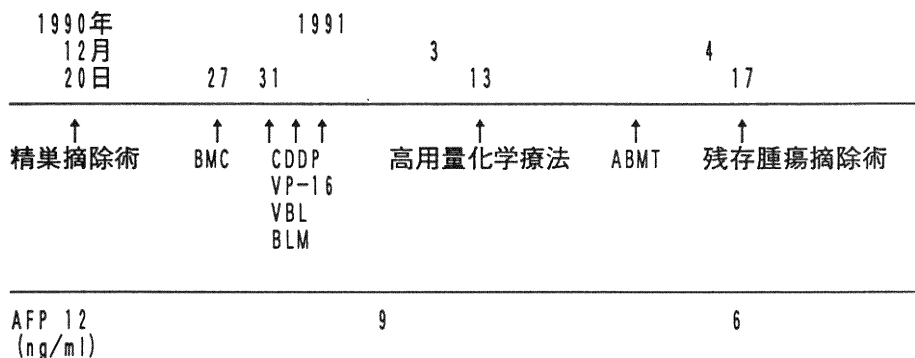 1990年 1991
12月 3 4
20日 27 31 13 17
↑ ↑ ↑ ↑ ↑ ↑ ↑ ↑
精巣摘除術 BMC CDDP 高用量化学療法 ABMT 残存腫瘍摘除術
VP-16
VBL
BLM
AFP 12 9 6
(ng/ml)